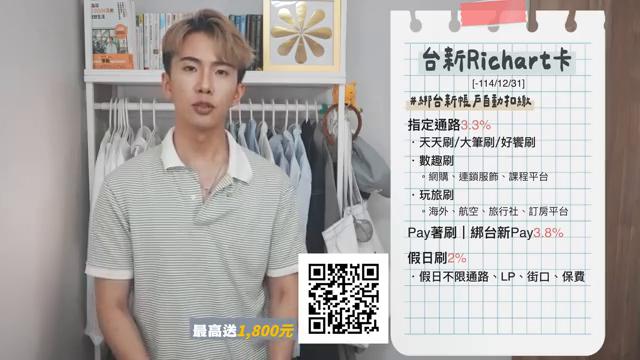 台新Richart卡
[-114/12/31]
#綁台新帳戶自動扣繳
指定通路3.3%
·天天刷/大筆刷/好饗刷
·數趣刷
。網購、連鎖服飾、課程平台
·玩旅刷
。海外、航空、旅行社、訂房平台
Pay著刷｜綁台新Pay3.8%
假日刷2%
·假日不限通路、LP、街口、保費
最高送1,800元